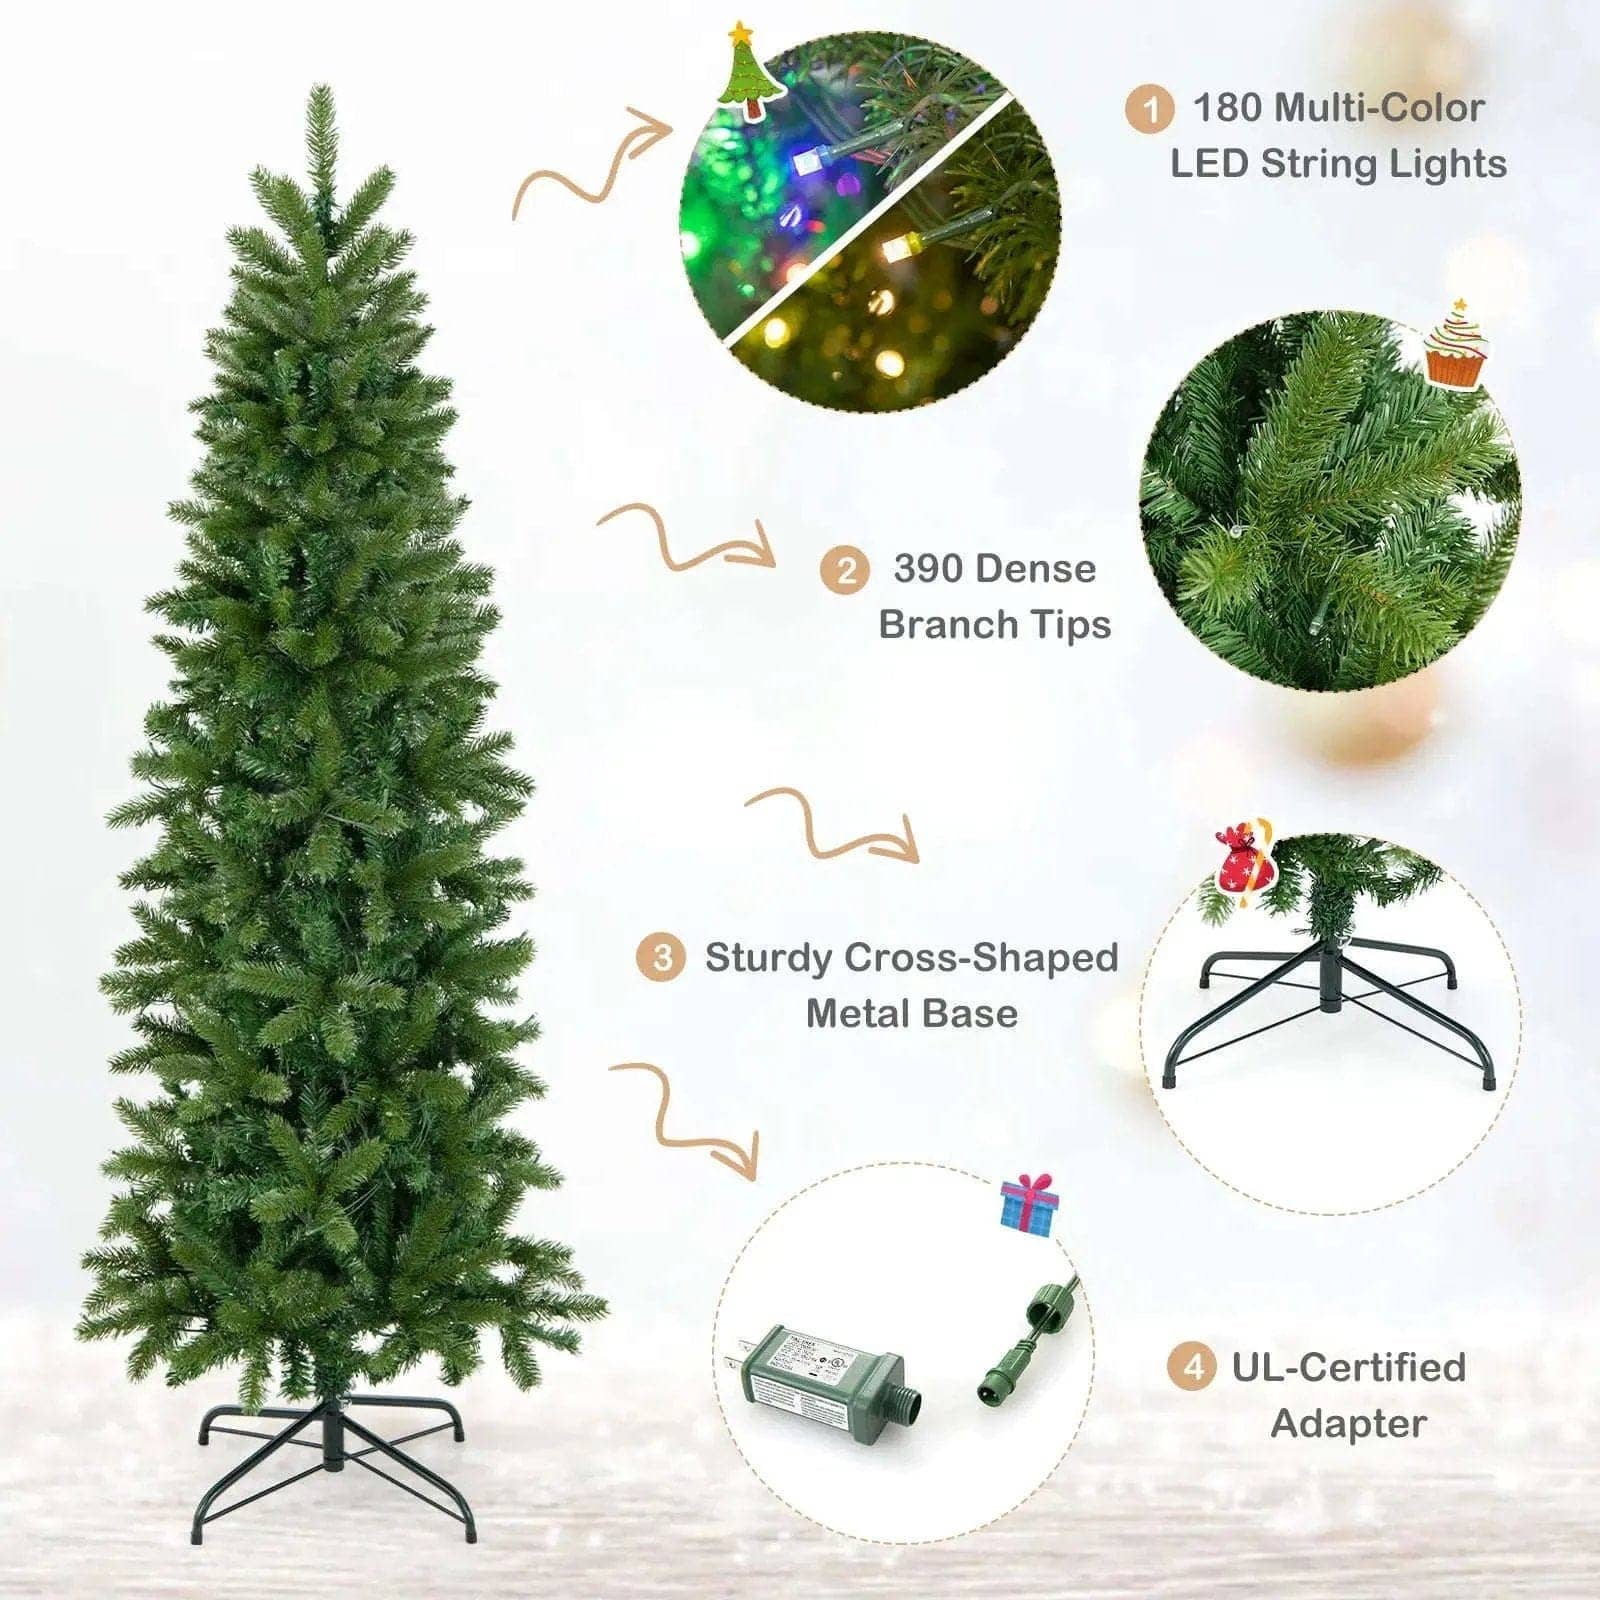 1 180 Multi-Color
LED String Lights
2 390 Dense
Branch Tips
3 Sturdy Cross-Shaped
Metal Base
4 UL-Certified
Adapter